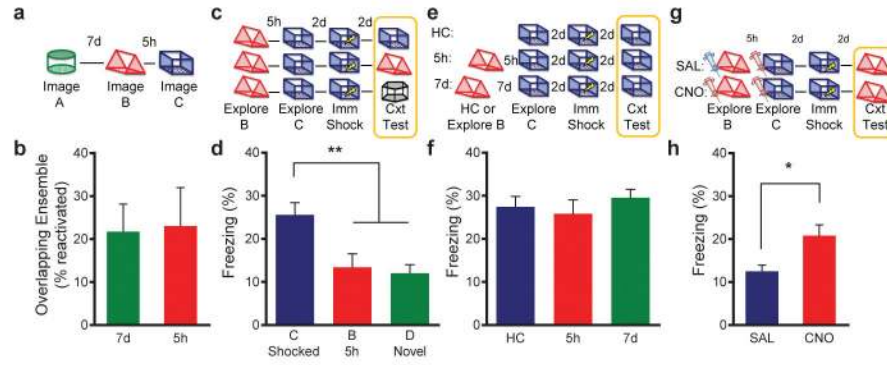 a
7d
5h
Image A
Image B
Image C
b
Overlapping Ensemble
(% reactivated)
40
30
20
10
0
7d
5h
c
5h
2d
2d
Explore B
Explore C
Imm Shock
Cxt Test
d
Freezing (%)
40
30
20
10
0
**
C
Shocked
B
5h
D
Novel
e
HC:
2d
2d
5h:
5h
2d
2d
7d:
7d
2d
2d
HC or Explore B
Explore C
Imm Shock
Cxt Test
f
Freezing (%)
40
30
20
10
0
HC
5h
7d
g
5h
2d
2d
SAL:
CNO:
Explore B
Explore C
Imm Shock
Cxt Test
h
Freezing (%)
40
30
20
10
0
*
SAL
CNO